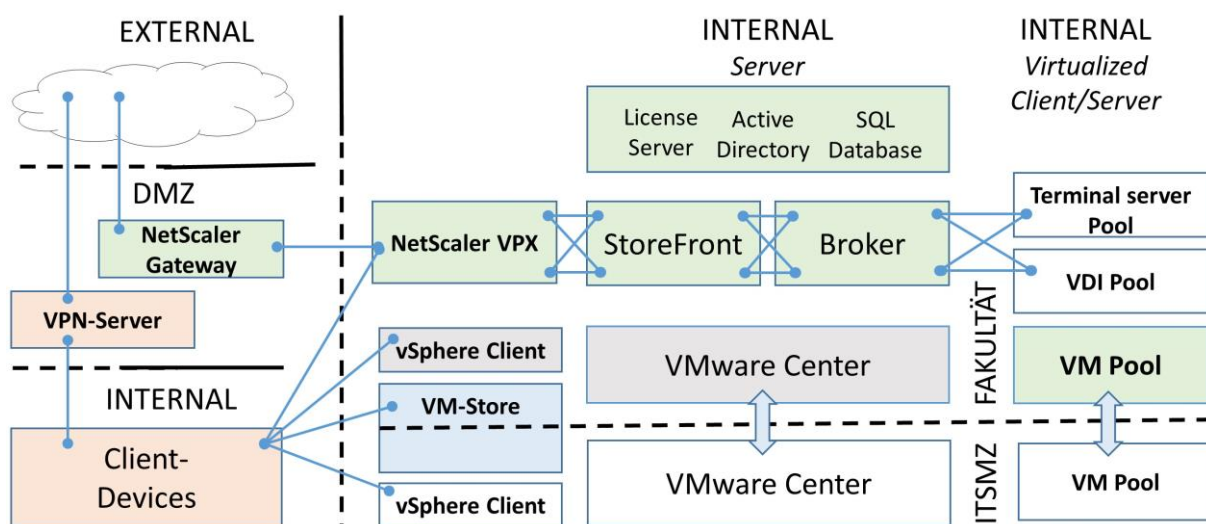 EXTERNAL
DMZ
NetScaler
Gateway
VPN-Server
INTERNAL
Client-
Devices
INTERNAL
Server
License
Server
Active
Directory
SQL
Database
NetScaler VPX
StoreFront
Broker
vSphere Client
VM-Store
vSphere Client
VMware Center
VMware Center
INTERNAL
Virtualized
Client/Server
Terminal server
Pool
VDI Pool
FAKULTÄT
VM Pool
ITSMZ
VM Pool